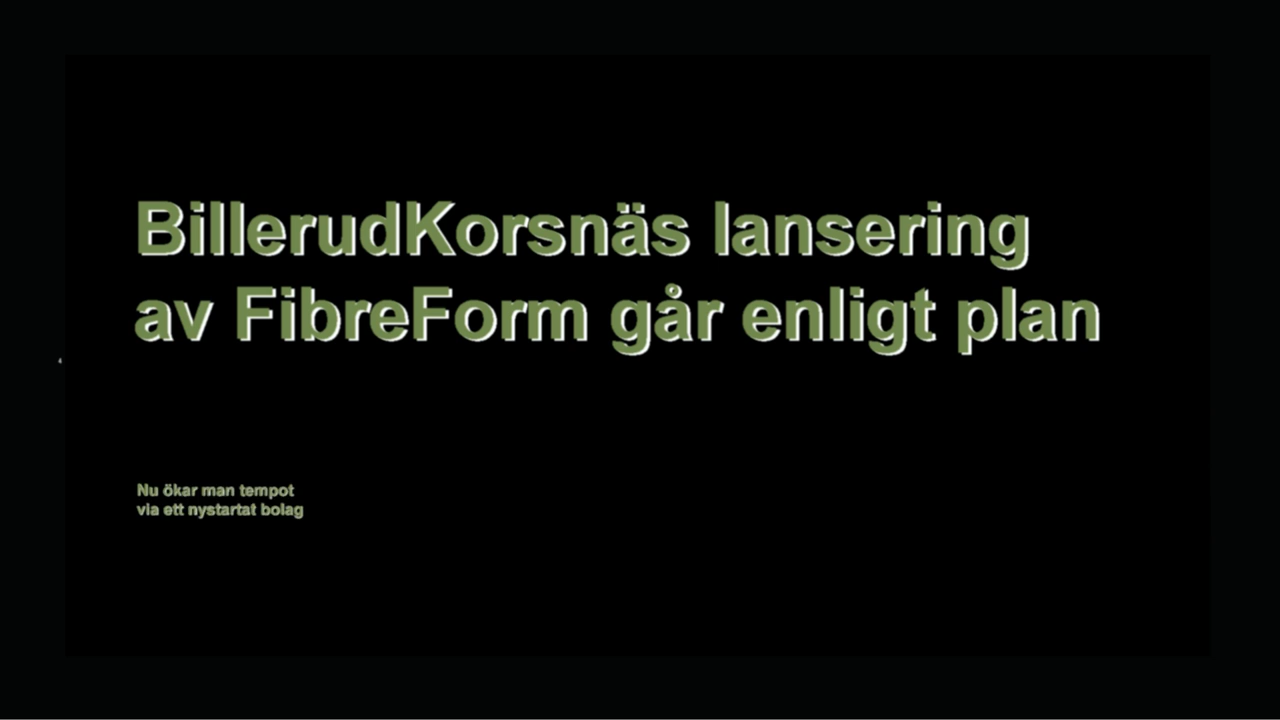 BillerudKorsnäs lansering
av FibreForm går enligt plan
Nu ökar man tempot
via ett nystartat bolag